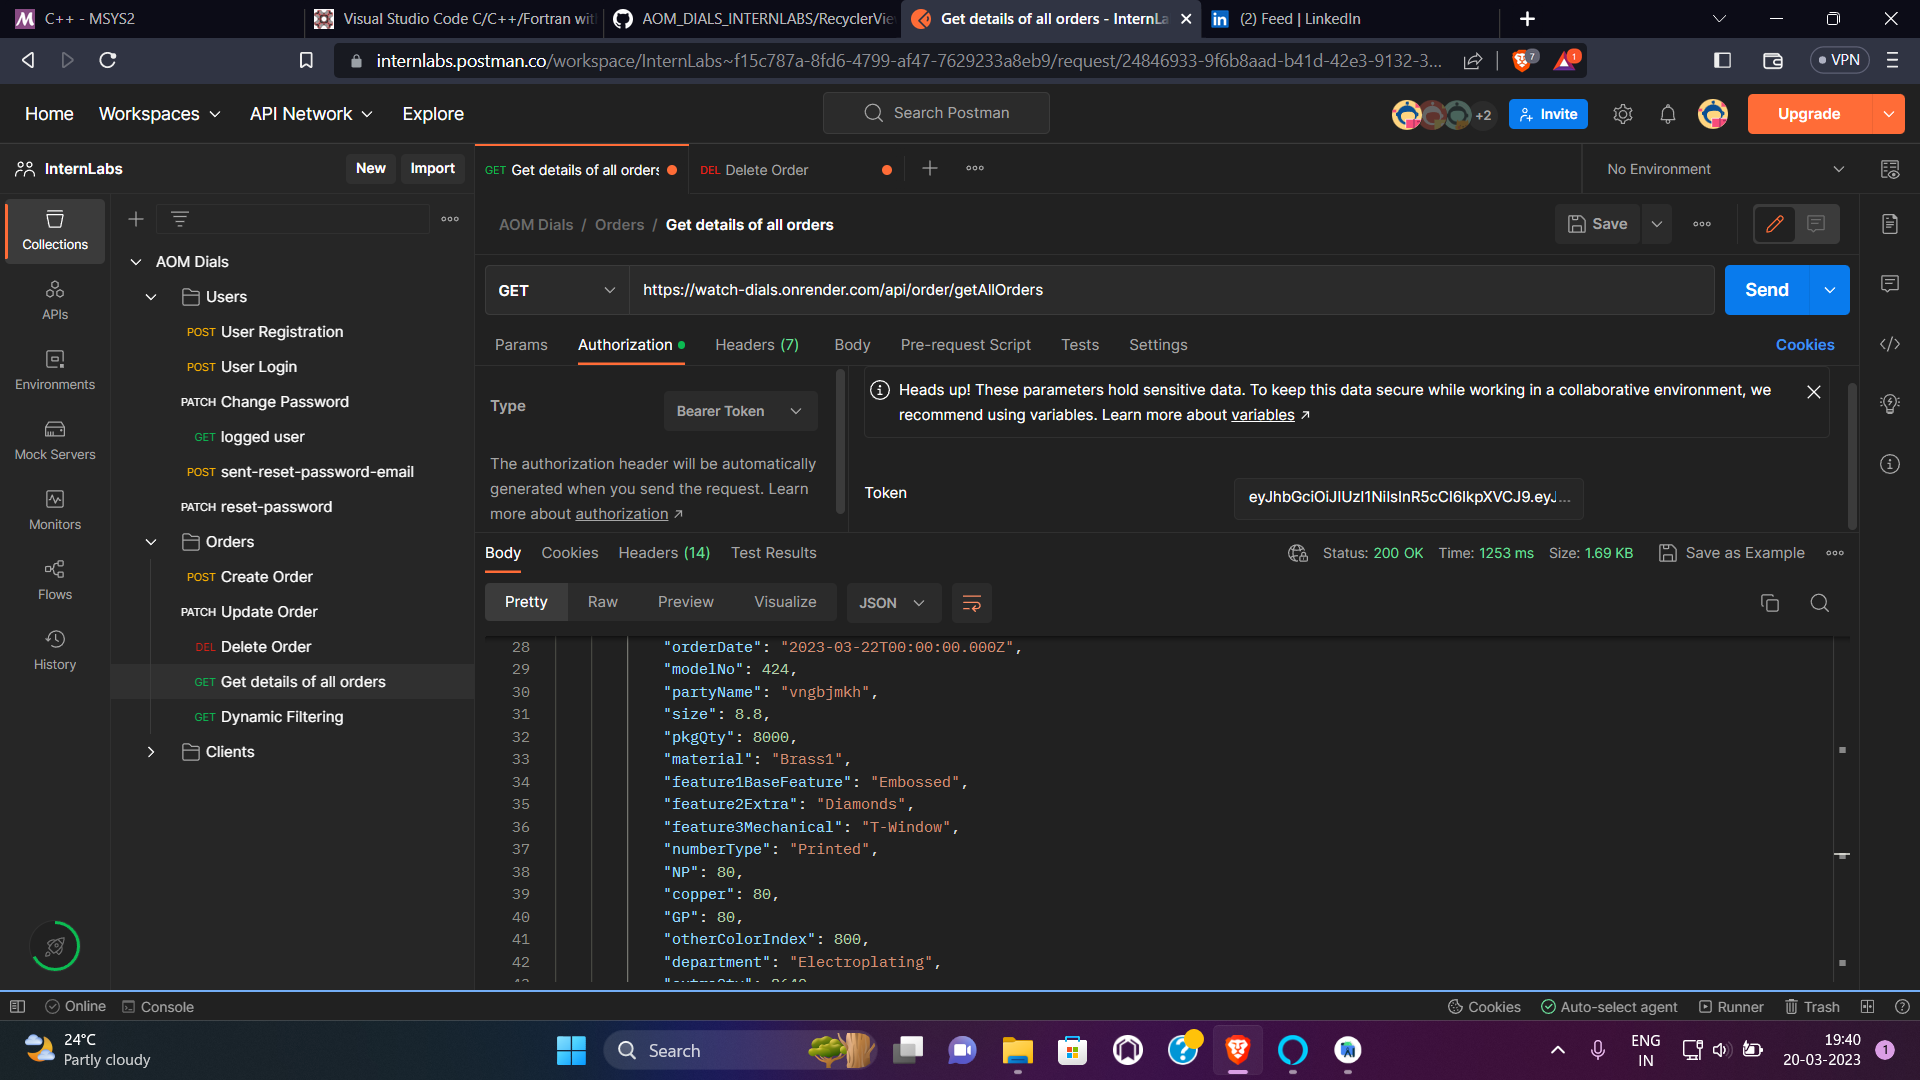 C++ - MSYS2
Visual Studio Code C/C++/Fortran wit
AOM_DIALS_INTERNLABS/RecyclerVie
Get details of all orders - InternLa
(2) Feed | LinkedIn
internlabs.postman.co/workspace/InternLabs~f15c787a-8fd6-4799-af47-7629233a8eb9/request/24846933-9f6b8aad-b41d-42e3-9132-3...
7
1
VPN
Home
Workspaces
API Network
Explore
Search Postman
+2
Invite
Upgrade
InternLabs
New
Import
GET Get details of all orders
DEL Delete Order
No Environment
Collections
APIs
Environments
Mock Servers
Monitors
Flows
History
AOM Dials
Users
POST User Registration
POST User Login
PATCH Change Password
GET logged user
POST sent-reset-password-email
PATCH reset-password
Orders
POST Create Order
PATCH Update Order
DEL Delete Order
GET Get details of all orders
GET Dynamic Filtering
Clients
AOM Dials / Orders / Get details of all orders
Save
GET
https://watch-dials.onrender.com/api/order/getAllOrders
Send
Params
Authorization
Headers (7)
Body
Pre-request Script
Tests
Settings
Cookies
Type
Bearer Token
The authorization header will be automatically
generated when you send the request. Learn
more about authorization ↗
Heads up! These parameters hold sensitive data. To keep this data secure while working in a collaborative environment, we
recommend using variables. Learn more about variables ↗
Token
eyJhbGciOiJIUzI1NiIsInR5cCI6IkpXVCJ9.eyJ...
Body
Cookies
Headers (14)
Test Results
Status: 200 OK Time: 1253 ms Size: 1.69 KB
Save as Example
Pretty
Raw
Preview
Visualize
JSON
28 "orderDate": "2023-03-22T00:00:00.000Z",
29 "modelNo": 424,
30 "partyName": "vngbjmkh",
31 "size": 8.8,
32 "pkgQty": 8000,
33 "material": "Brass1",
34 "feature1BaseFeature": "Embossed",
35 "feature2Extra": "Diamonds",
36 "feature3Mechanical": "T-Window",
37 "numberType": "Printed",
38 "NP": 80,
39 "copper": 80,
40 "GP": 80,
41 "otherColorIndex": 800,
42 "department": "Electroplating",
Online
Console
Cookies
Auto-select agent
Runner
Trash
24°C
Partly cloudy
Search
ENG
IN
19:40
20-03-2023
1